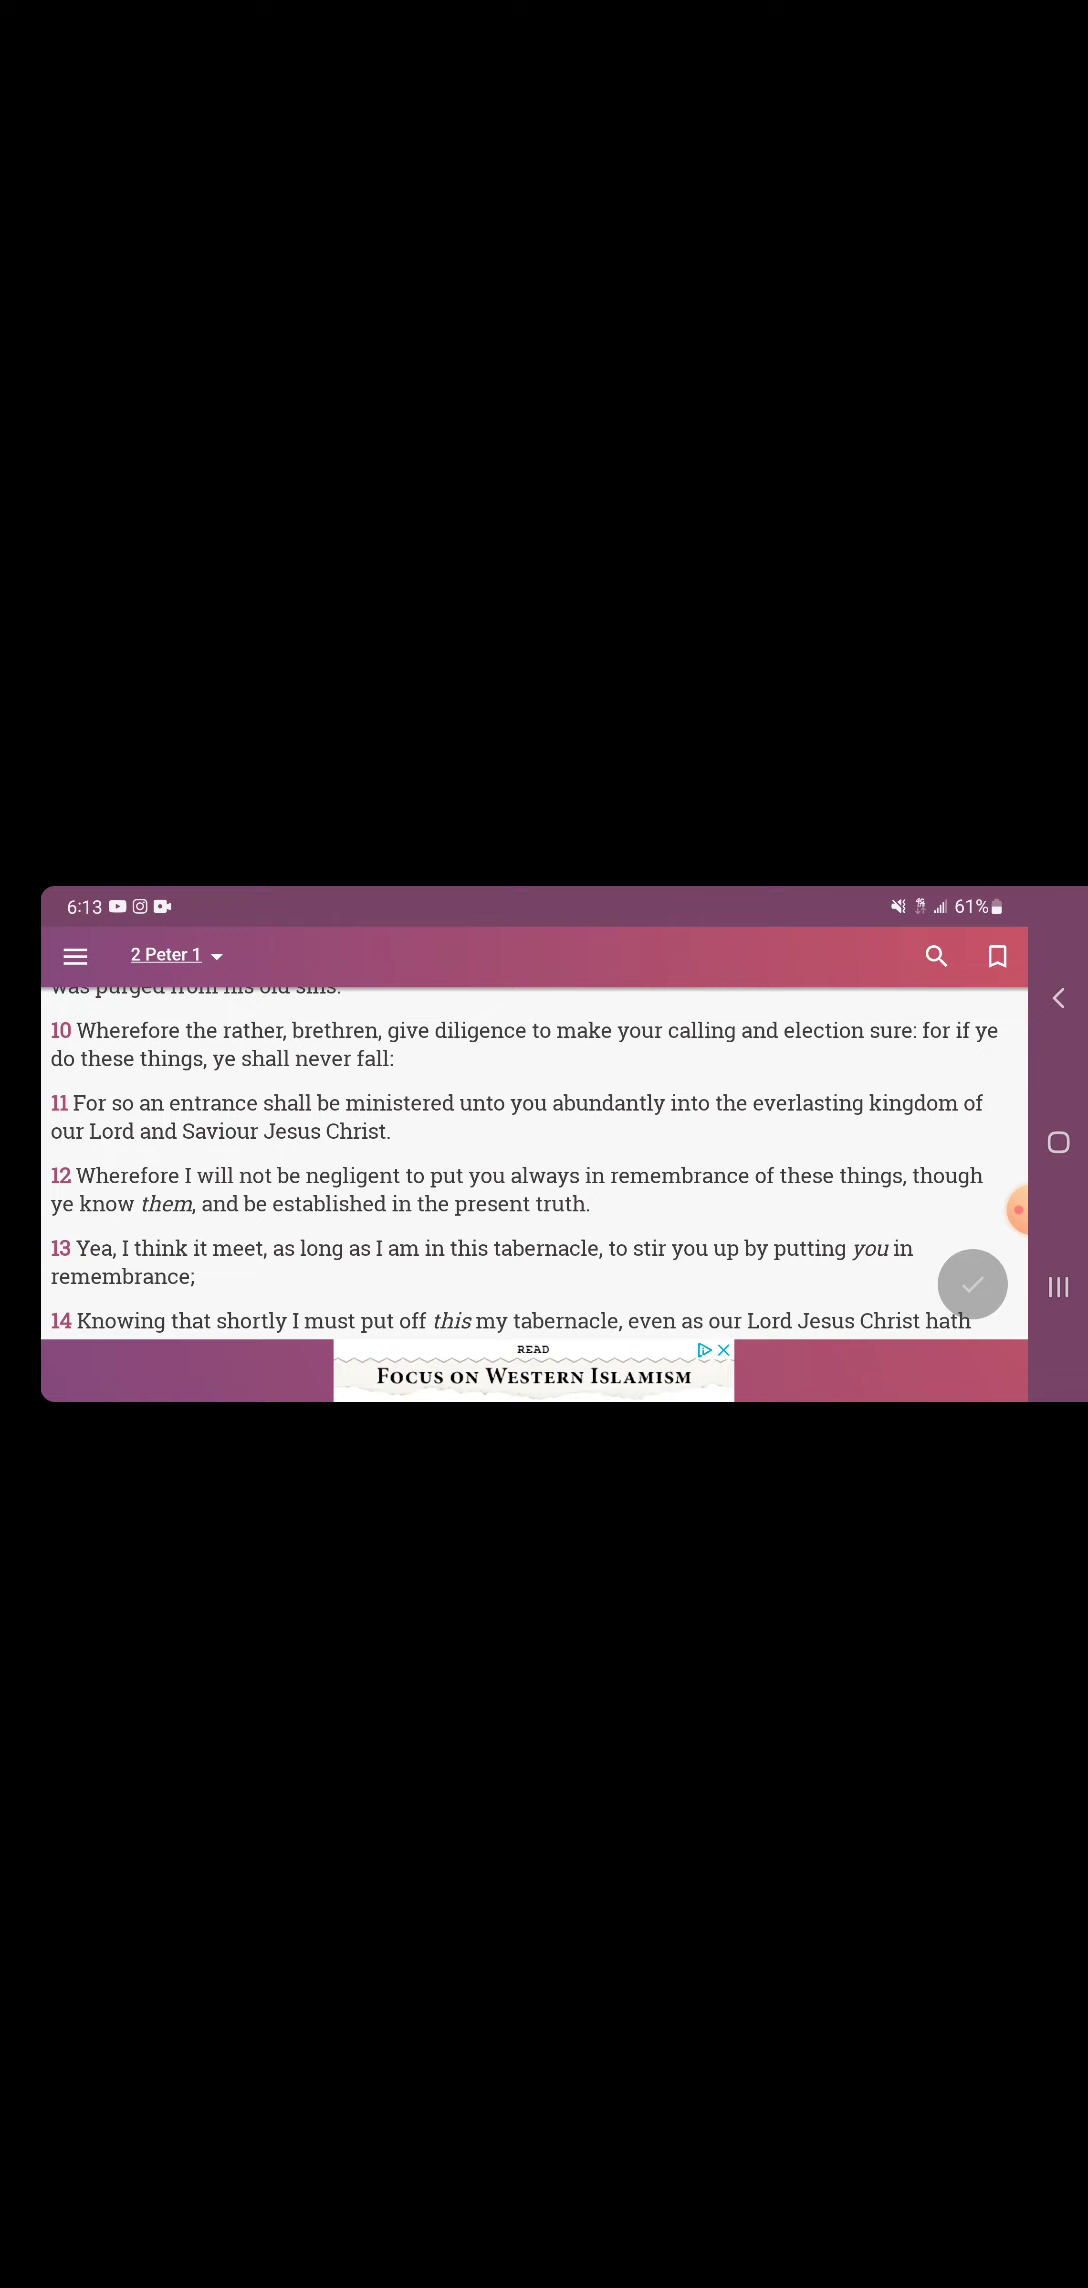 6:13
61%
2 Peter 1
was purged from his old sins.
10 Wherefore the rather, brethren, give diligence to make your calling and election sure: for if ye
do these things, ye shall never fall:
11 For so an entrance shall be ministered unto you abundantly into the everlasting kingdom of
our Lord and Saviour Jesus Christ.
12 Wherefore I will not be negligent to put you always in remembrance of these things, though
ye know them, and be established in the present truth.
13 Yea, I think it meet, as long as I am in this tabernacle, to stir you up by putting you in
remembrance;
14 Knowing that shortly I must put off this my tabernacle, even as our Lord Jesus Christ hath
READ
FOCUS ON WESTERN ISLAMISM